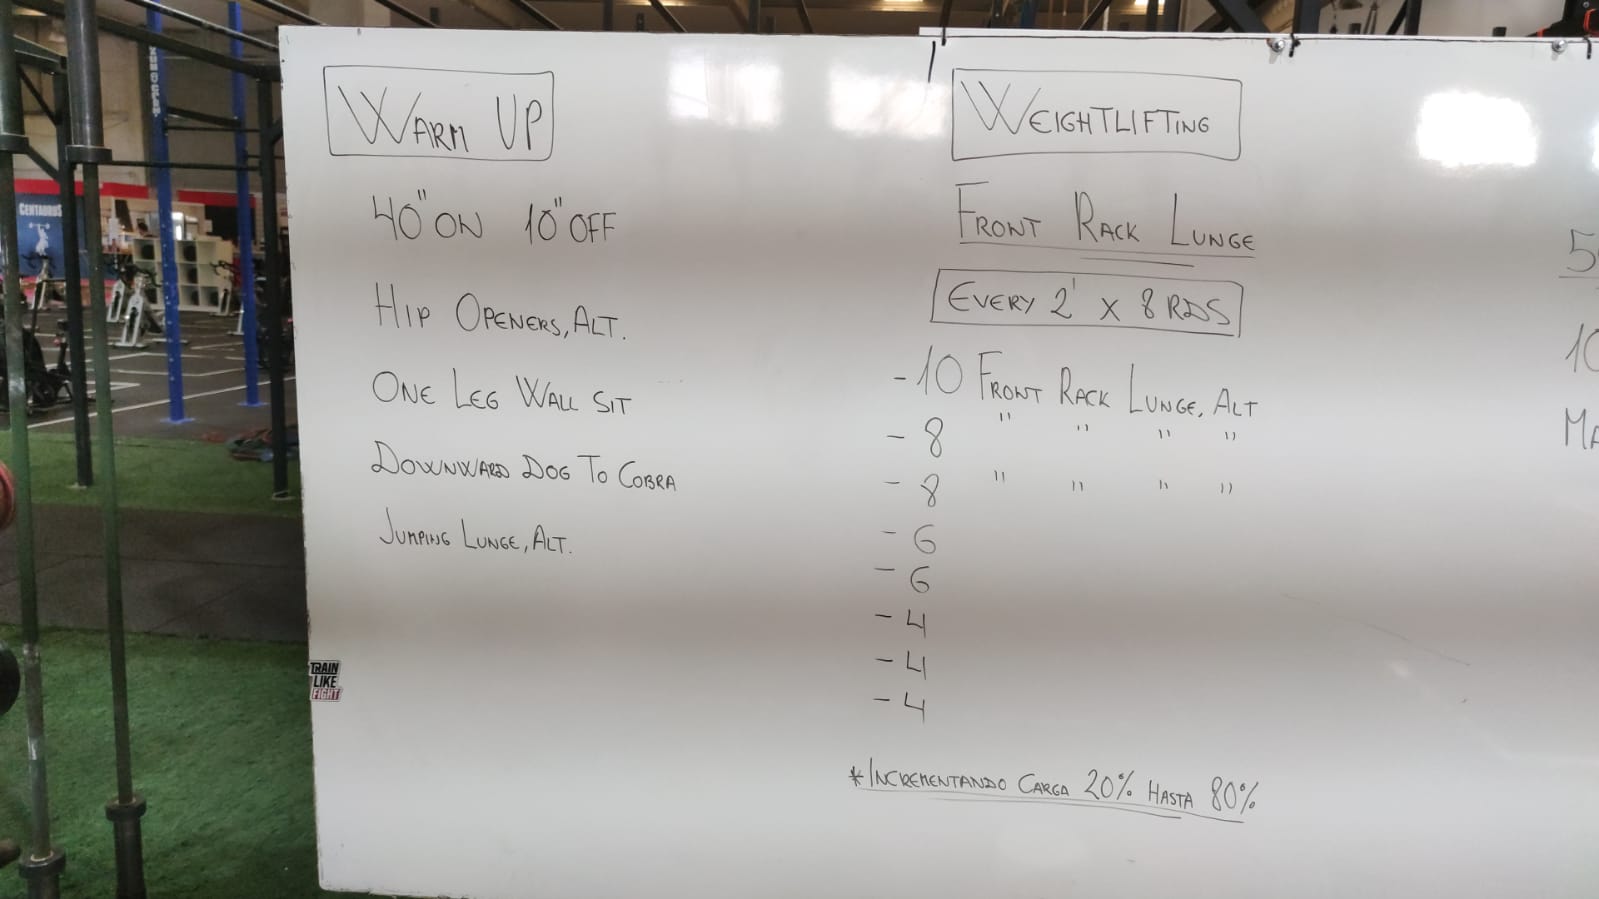 WARM UP
40" ON 10" OFF
HIP OPENERS, ALT.
ONE LEG WALL SIT
DOWNWARD DOG TO COBRA
JUMPING LUNGE, ALT.
WEIGHTLIFTING
FRONT RACK LUNGE
EVERY 2' X 8 RDS
- 10 FRONT RACK LUNGE, ALT
- 8 " " " "
- 8 " " " "
- 6
- 6
- 4
- 4
- 4
* INCREMENTANDO CARGA 20% HASTA 80%
10
MA
CENTAURUS
TRAIN
LIKE
FIGHT